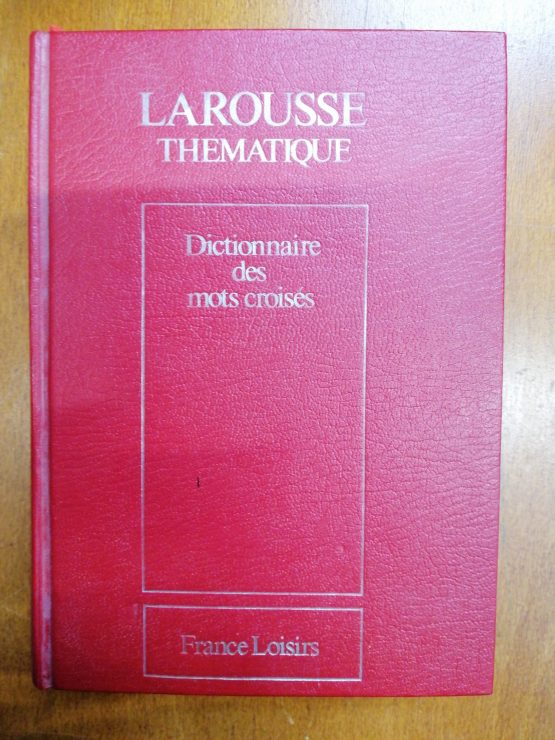 LAROUSSE
THEMATIQUE
Dictionnaire
des
mots croisés
France Loisirs